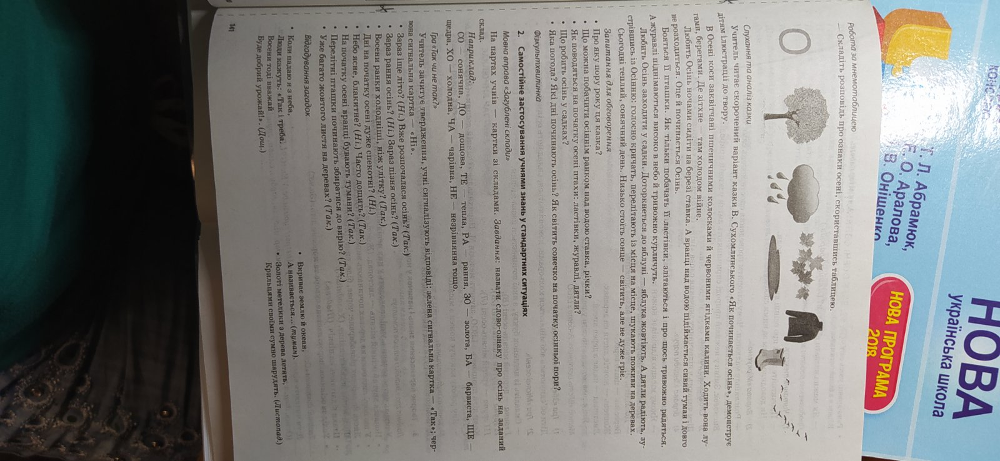 Робота за мнемотаблицею
— Складіть розповідь про ознаки осені, скориставшись таблицею.
О
Слухання та аналіз казки
Учитель читає скорочений варіант казки В. Сухомлинського «Як починається осінь», демонструє
дітям ілюстрації до твору.
В Осені коси заквітчані пшеничними колосками й червоними ягідками калини. Ходить вона лу-
гами, берегами. Де зітхне — там холодом війне.
Любить Осінь ночами сидіти на березі ставка. А вранці над водою підіймається сивий туман і довго
не розходиться. Оце й починається Осінь.
Бояться її пташки. Як тільки побачать її ластівки, злітаються і про щось тривожно радяться.
А журавлі піднімаються високо в небо й тривожно курличуть.
Любить Осінь заходити у садки. Доторкнеться до яблуні — яблука жовтіють. А дятли радіють, зу-
стрівшись із Осінню: голосно кричать, перелітають із місця на місце, шукають поживи на деревах.
Сьогодні теплий, сонячний день. Низько стоїть сонце — світить, але не дуже гріє.
Запитання для обговорення
• Про яку пору року ця казка?
• Що можна побачити осіннім ранком над водою ставка, річки?
• Як поводяться на початку осені птахи: ластівки, журавлі, дятли?
• Що робить осінь у садках?
• Яка погода? Які дні починають осінь? Як світить сонечко на початку осінньої пори?
Фізкультхвилинка
2. Самостійне застосування учнями знань у стандартних ситуаціях
Мовна вправа «Загублені склади»
На партах учнів — картки зі складами. Завдання: назвати слово-ознаку про осінь на заданий
склад.
Наприклад:
СО — сонячна, ДО — дощова, ТЕ — тепла, РА — рання, ЗО — золота, БА — барвиста, ЩЕ —
щедра, ХО — холодна, ЧА — чарівна, НЕ — незрівнянна тощо.
Гра «Так чи не так?»
Учитель зачитує твердження, учні сигналізують відповіді: зелена сигнальна картка — «Так»; чер-
вона сигнальна картка — «Ні».
• Зараз іще літо? (Ні.) Вже розпочалася осінь? (Так.)
• Зараз рання осінь? (Ні.) Зараз пізня осінь? (Так.)
• Восени ранки холодніші, ніж улітку? (Так.)
• Дні на початку осені дуже спекотні? (Ні.)
• Небо ясне, блакитне? (Ні.) Часто дощить? (Так.)
• На початку осені вранці бувають тумани? (Так.)
• Перелітні пташки починають збиратися до вирію? (Так.)
• Уже багато жовтого листя на деревах? (Так.)
Відгадування загадок
• Коли падаю я з неба,
Люди кажуть: «Так і треба.
Восени тоді вважай
Буде добрий урожай!». (Дощ.)
• Вкриває землю й океан,
А називається... (туман).
• Золоті метелики з дерева летять,
Крильцями своїми сумно шарудять. (Листопад.)
141
Т. Л. Абрамюк,
Е. О. Аралова,
В. Оніщенко
НОВА ПРОГРАМА
2018
НОВА
українська школа